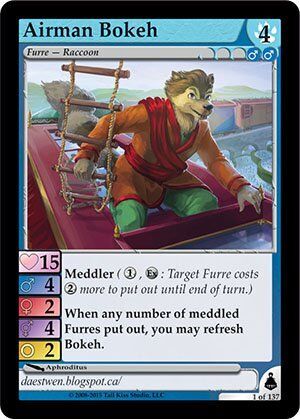 Airman Bokeh 4
Furre — Raccoon
15
4
2
4
2
Meddler ( 1, : Target Furre costs
2 more to put out until end of turn.)
When any number of meddled
Furres put out, you may refresh
Bokeh.
Aphroditus
daestwen.blogspot.ca/
© 2008-2015 Tail Kiss Studio, LLC
1 of 137